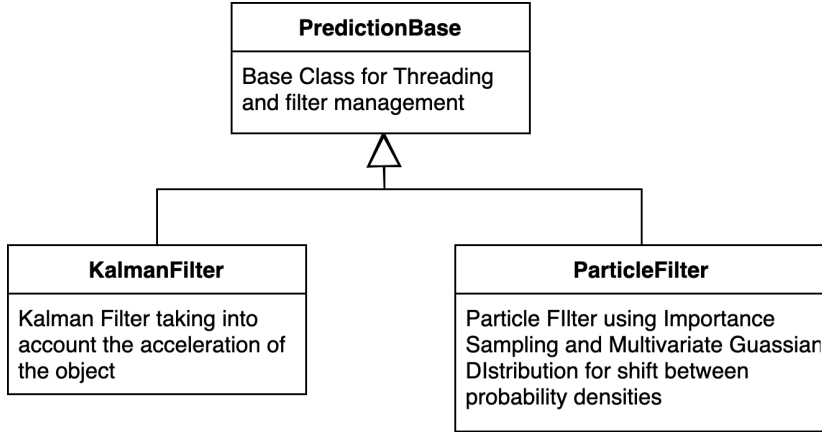 PredictionBase
Base Class for Threading
and filter management
KalmanFilter
Kalman Filter taking into
account the acceleration of
the object
ParticleFilter
Particle FIlter using Importance
Sampling and Multivariate Guassian
DIstribution for shift between
probability densities